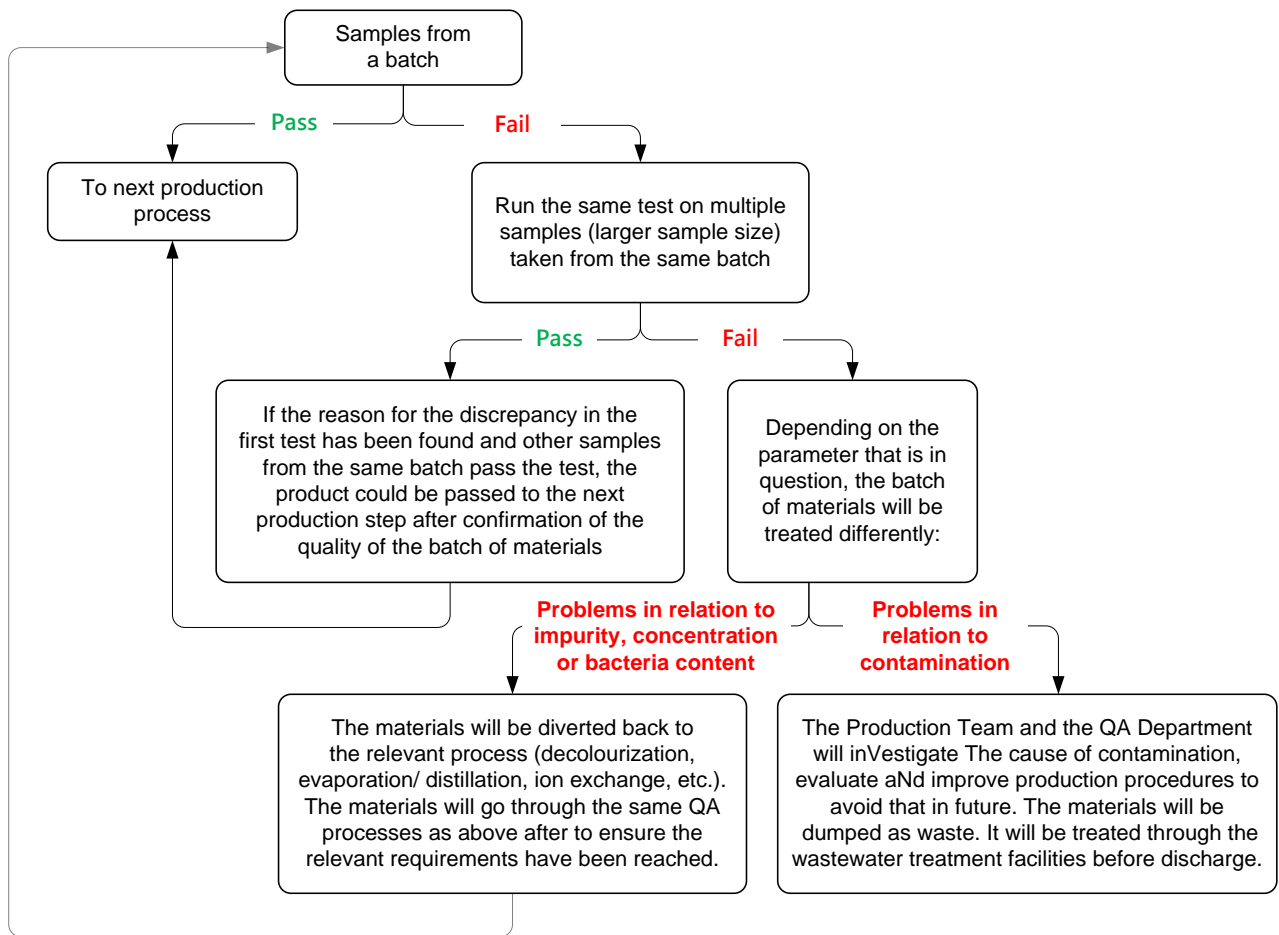 Samples from
a batch
Pass
Fail
To next production
process
Run the same test on multiple
samples (larger sample size)
taken from the same batch
Pass
Fail
If the reason for the discrepancy in the
first test has been found and other samples
from the same batch pass the test, the
product could be passed to the next
production step after confirmation of the
quality of the batch of materials
Depending on the
parameter that is in
question, the batch
of materials will be
treated differently:
Problems in relation to
impurity, concentration
or bacteria content
Problems in
relation to
contamination
The materials will be diverted back to
the relevant process (decolourization,
evaporation/ distillation, ion exchange, etc.).
The materials will go through the same QA
processes as above after to ensure the
relevant requirements have been reached.
The Production Team and the QA Department
will inVestigate The cause of contamination,
evaluate aNd improve production procedures to
avoid that in future. The materials will be
dumped as waste. It will be treated through the
wastewater treatment facilities before discharge.